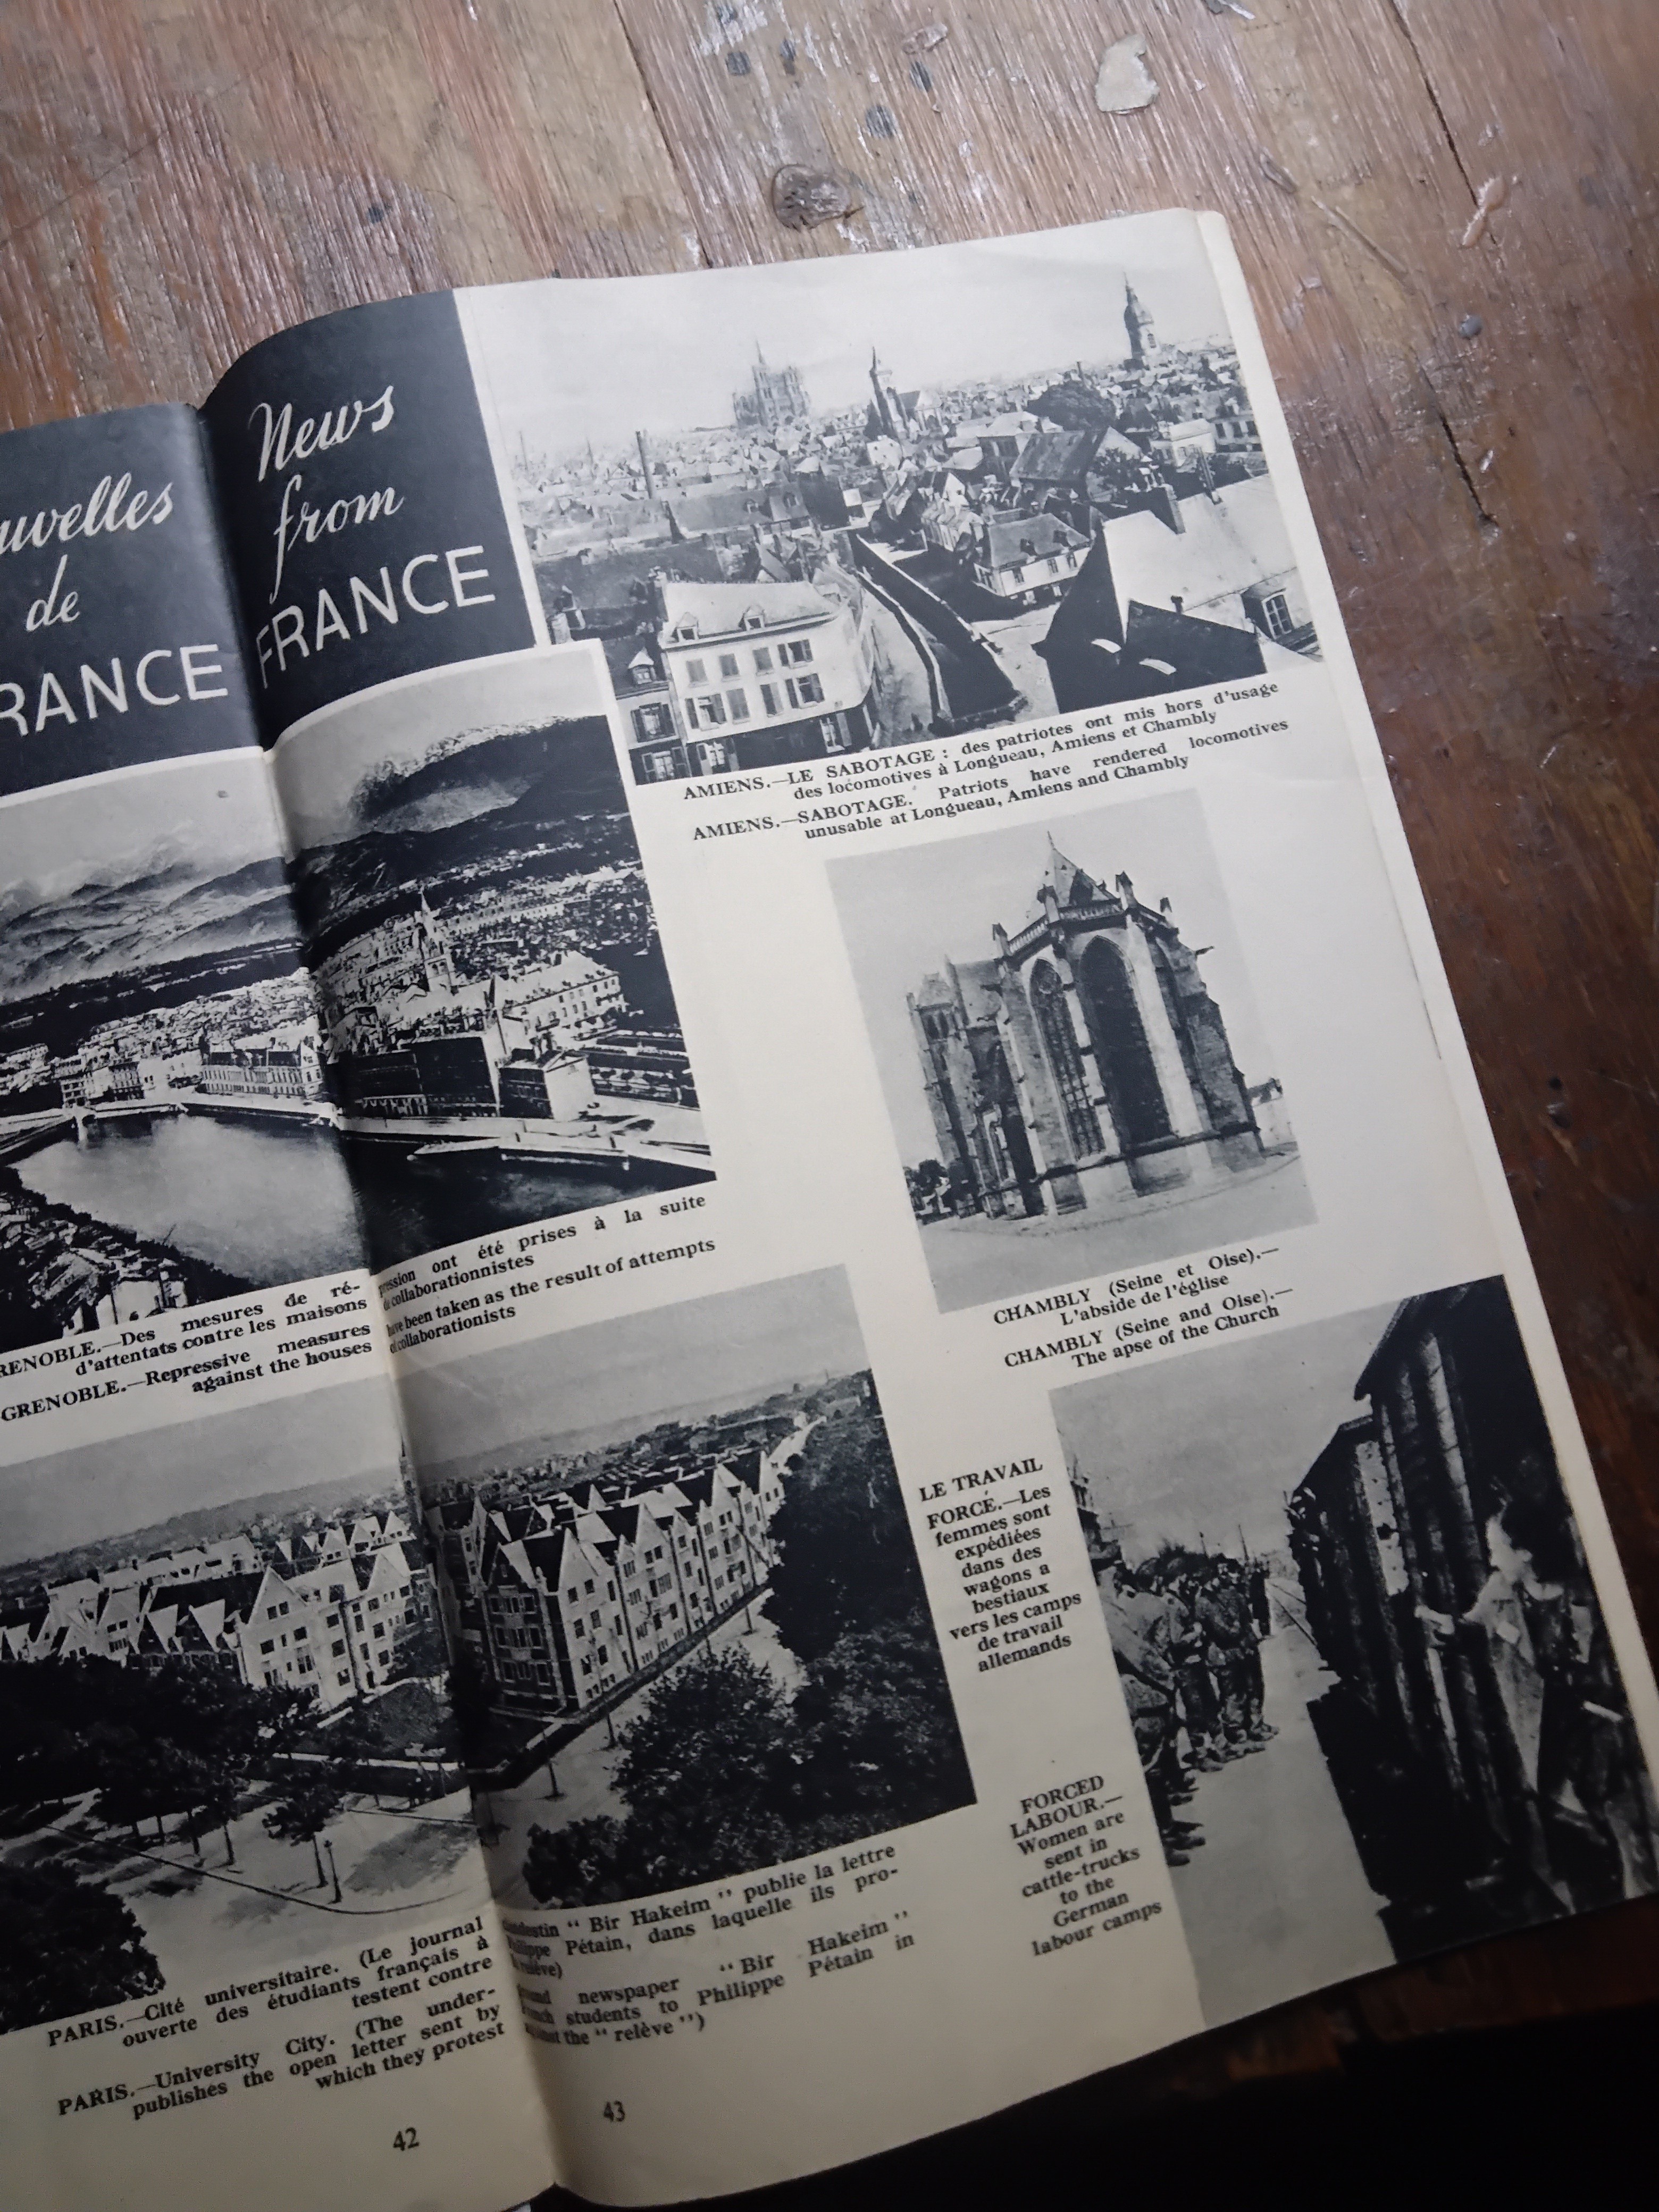 uvelles
de
RANCE
News
from
FRANCE
AMIENS.—LE SABOTAGE : des patriotes ont mis hors d'usage
des locomotives à Longueau, Amiens et Chambly
AMIENS.—SABOTAGE. Patriots have rendered locomotives
unusable at Longueau, Amiens and Chambly
RENOBLE.—Des mesures de ré-
d'attentats contre les maisons
GRENOBLE.—Repressive measures
against the houses
pression ont été prises à la suite
collaborationnistes
have been taken as the result of attempts
of collaborationists
CHAMBLY (Seine et Oise).—
L'abside de l'église
CHAMBLY (Seine and Oise).—
The apse of the Church
LE TRAVAIL
FORCÉ.—Les
femmes sont
expédiées
dans des
wagons a
bestiaux
vers les camps
de travail
allemands
FORCED
LABOUR.—
Women are
sent in
cattle-trucks
to the
German
labour camps
PARIS.—Cité universitaire. (Le journal
ouverte des étudiants français à
testent contre
PARIS.—University City. (The under-
publishes the open letter sent by
which they protest
clandestin “ Bir Hakeim ” publie la lettre
Philippe Pétain, dans laquelle ils pro-
la relève)
ground newspaper “ Bir Hakeim ”
French students to Philippe Pétain in
against the “ relève ”)
42
43